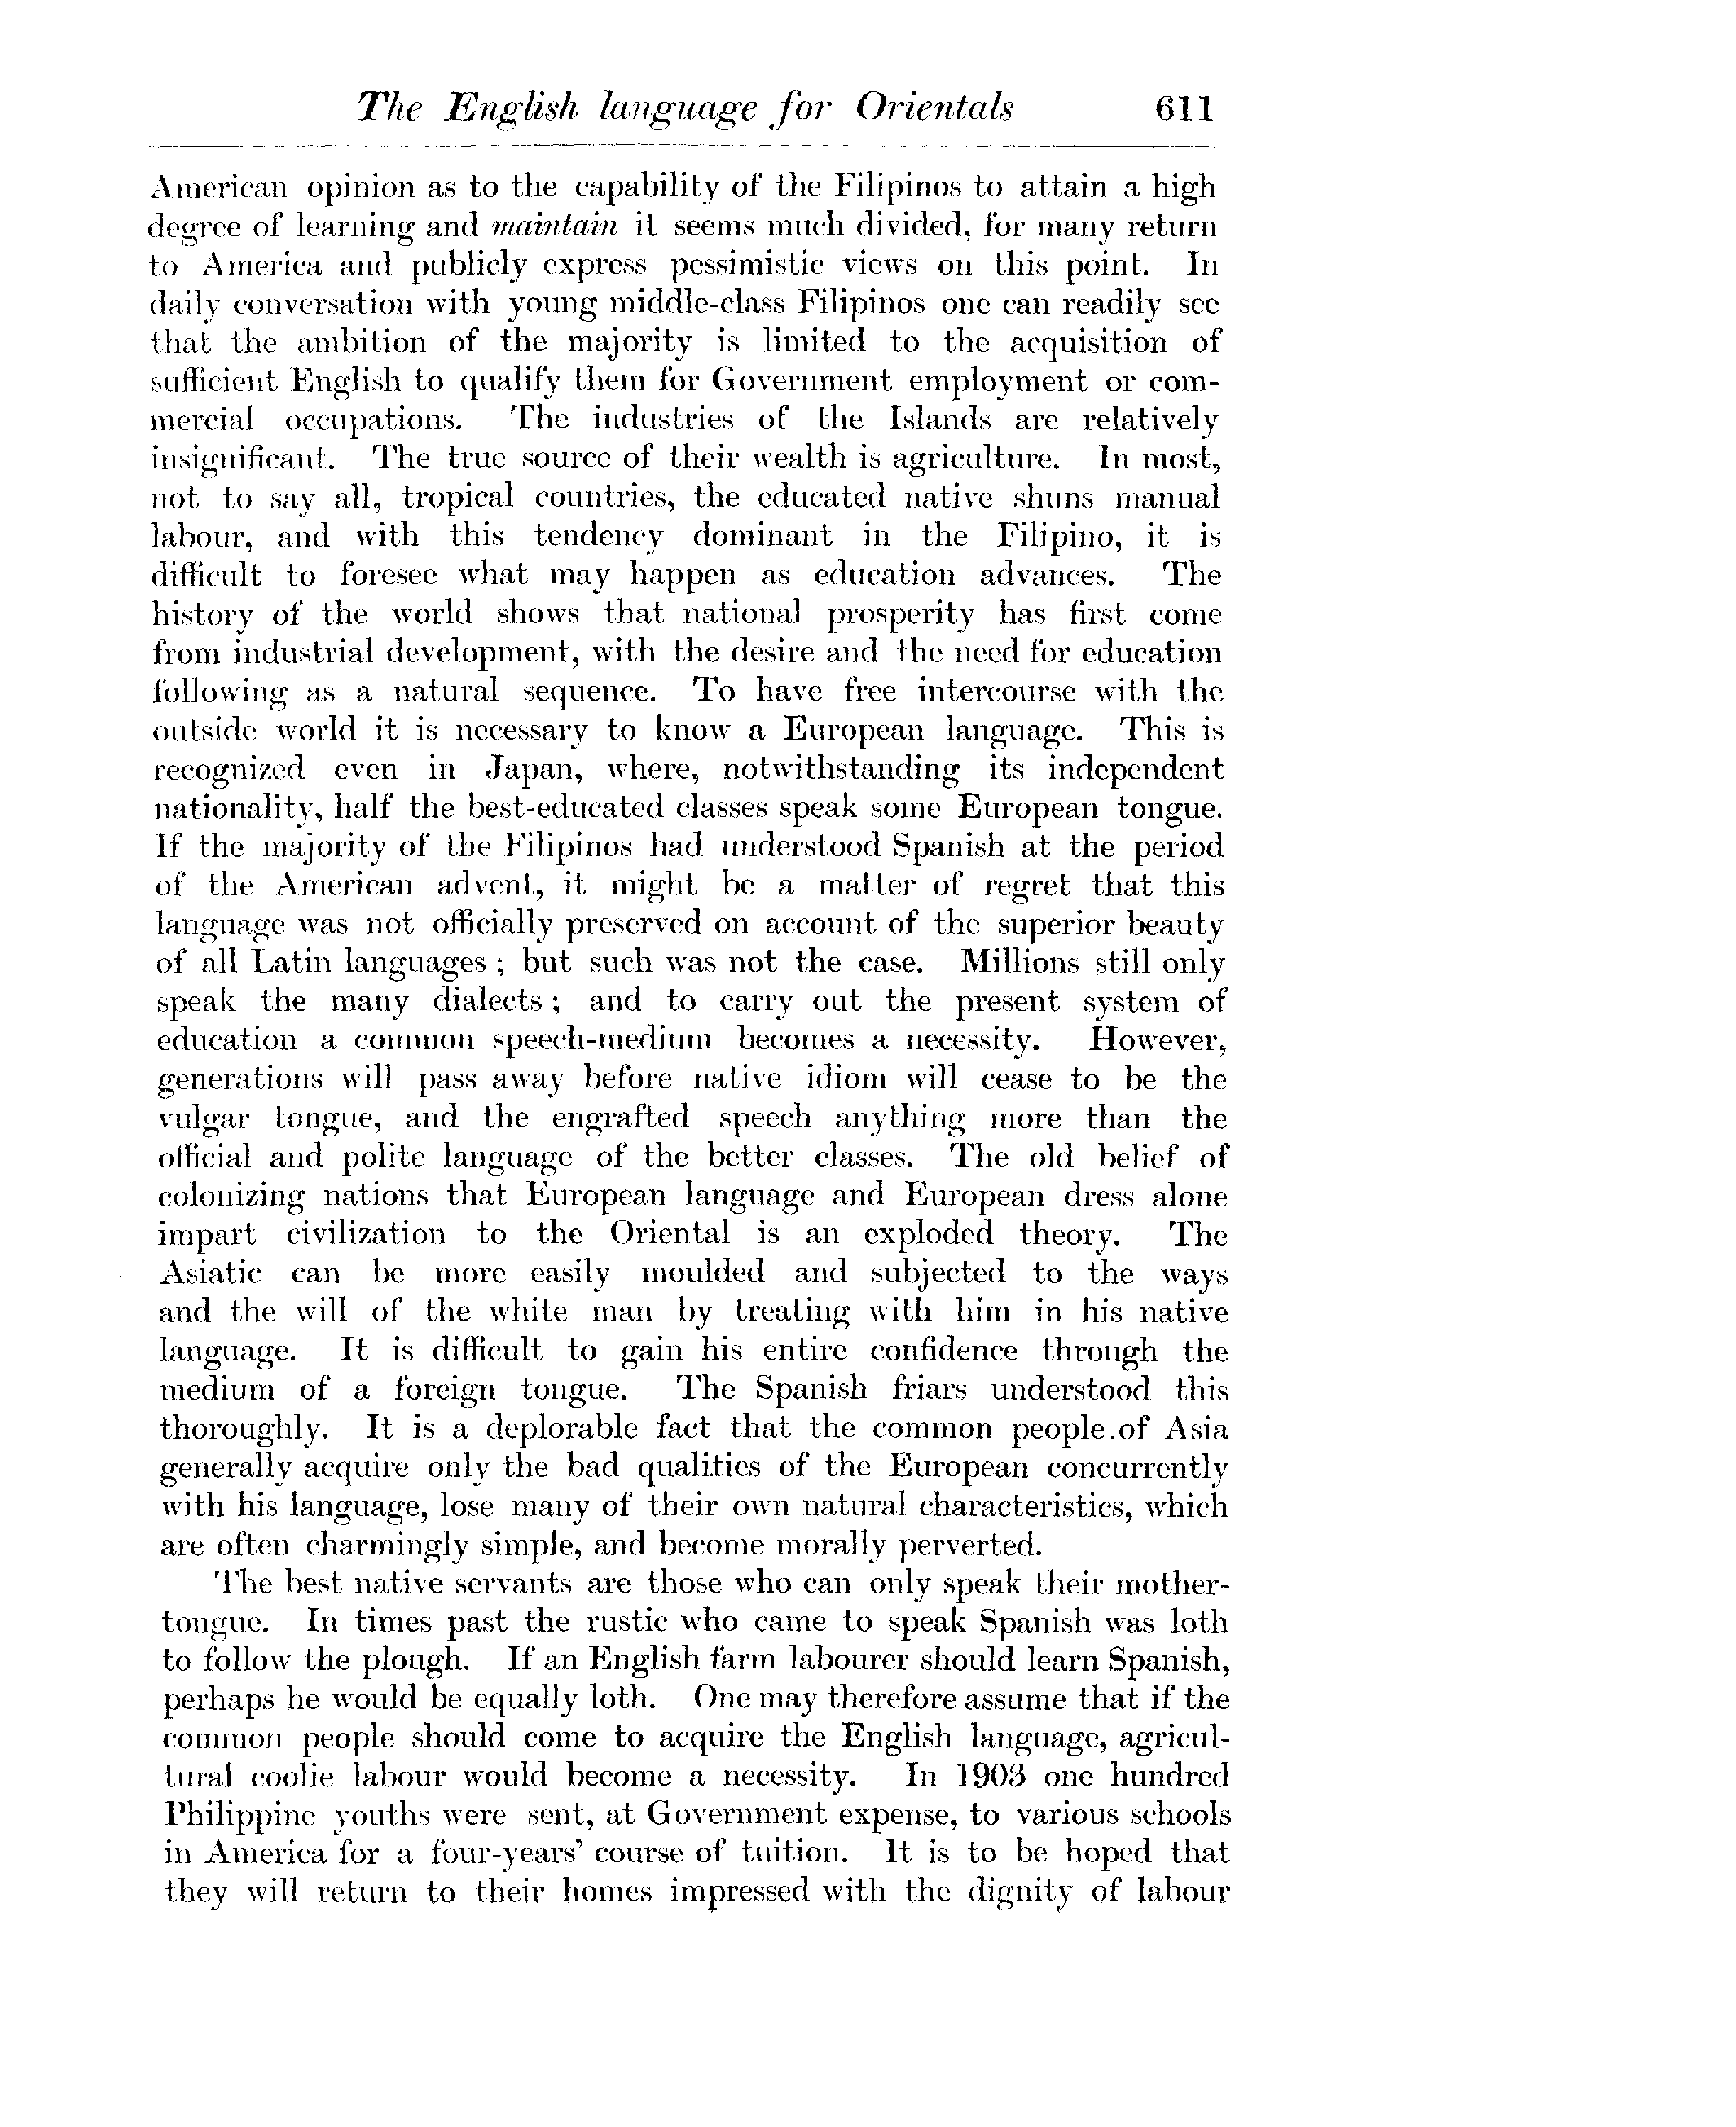 The English language for Orientals 611
American opinion as to the capability of the Filipinos to attain a high
degree of learning and maintain it seems much divided, for many return
to America and publicly express pessimistic views on this point. In
daily conversation with young middle-class Filipinos one can readily see
that the ambition of the majority is limited to the acquisition of
sufficient English to qualify them for Government employment or com-
mercial occupations. The industries of the Islands are relatively
insignificant. The true source of their wealth is agriculture. In most,
not to say all, tropical countries, the educated native shuns manual
labour, and with this tendency dominant in the Filipino, it is
difficult to foresee what may happen as education advances. The
history of the world shows that national prosperity has first come
from industrial development, with the desire and the need for education
following as a natural sequence. To have free intercourse with the
outside world it is necessary to know a European language. This is
recognized even in Japan, where, notwithstanding its independent
nationality, half the best-educated classes speak some European tongue.
If the majority of the Filipinos had understood Spanish at the period
of the American advent, it might be a matter of regret that this
language was not officially preserved on account of the superior beauty
of all Latin languages ; but such was not the case. Millions still only
speak the many dialects ; and to carry out the present system of
education a common speech-medium becomes a necessity. However,
generations will pass away before native idiom will cease to be the
vulgar tongue, and the engrafted speech anything more than the
official and polite language of the better classes. The old belief of
colonizing nations that European language and European dress alone
impart civilization to the Oriental is an exploded theory. The
Asiatic can be more easily moulded and subjected to the ways
and the will of the white man by treating with him in his native
language. It is difficult to gain his entire confidence through the
medium of a foreign tongue. The Spanish friars understood this
thoroughly. It is a deplorable fact that the common people of Asia
generally acquire only the bad qualities of the European concurrently
with his language, lose many of their own natural characteristics, which
are often charmingly simple, and become morally perverted.
The best native servants are those who can only speak their mother-
tongue. In times past the rustic who came to speak Spanish was loth
to follow the plough. If an English farm labourer should learn Spanish,
perhaps he would be equally loth. One may therefore assume that if the
common people should come to acquire the English language, agricul-
tural coolie labour would become a necessity. In 1903 one hundred
Philippine youths were sent, at Government expense, to various schools
in America for a four-years' course of tuition. It is to be hoped that
they will return to their homes impressed with the dignity of labour